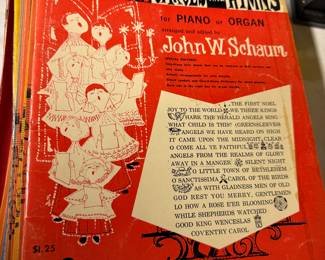 HYMNS
for PIANO or ORGAN
arranged and edited by
John W. Schaum
SPECIAL FEATURES
THE FIRST NOEL
JOY TO THE WORLD WE THREE KINGS
HARK THE HERALD ANGELS SING
WHAT CHILD IS THIS? (GREENSLEEVES)
ANGELS WE HAVE HEARD ON HIGH
IT CAME UPON THE MIDNIGHT, CLEAR
O COME ALL YE FAITHFUL
ANGELS FROM THE REALMS OF GLORY
AWAY IN A MANGER SILENT NIGHT
O LITTLE TOWN OF BETHLEHEM
O SANCTISSIMA CAROL OF THE BIRDS
AS WITH GLADNESS MEN OF OLD
GOD REST YOU MERRY, GENTLEMEN
LO HOW A ROSE E'ER BLOOMING
WHILE SHEPHERDS WATCHED
GOOD KING WENCESLAS
COVENTRY CAROL
$1.25